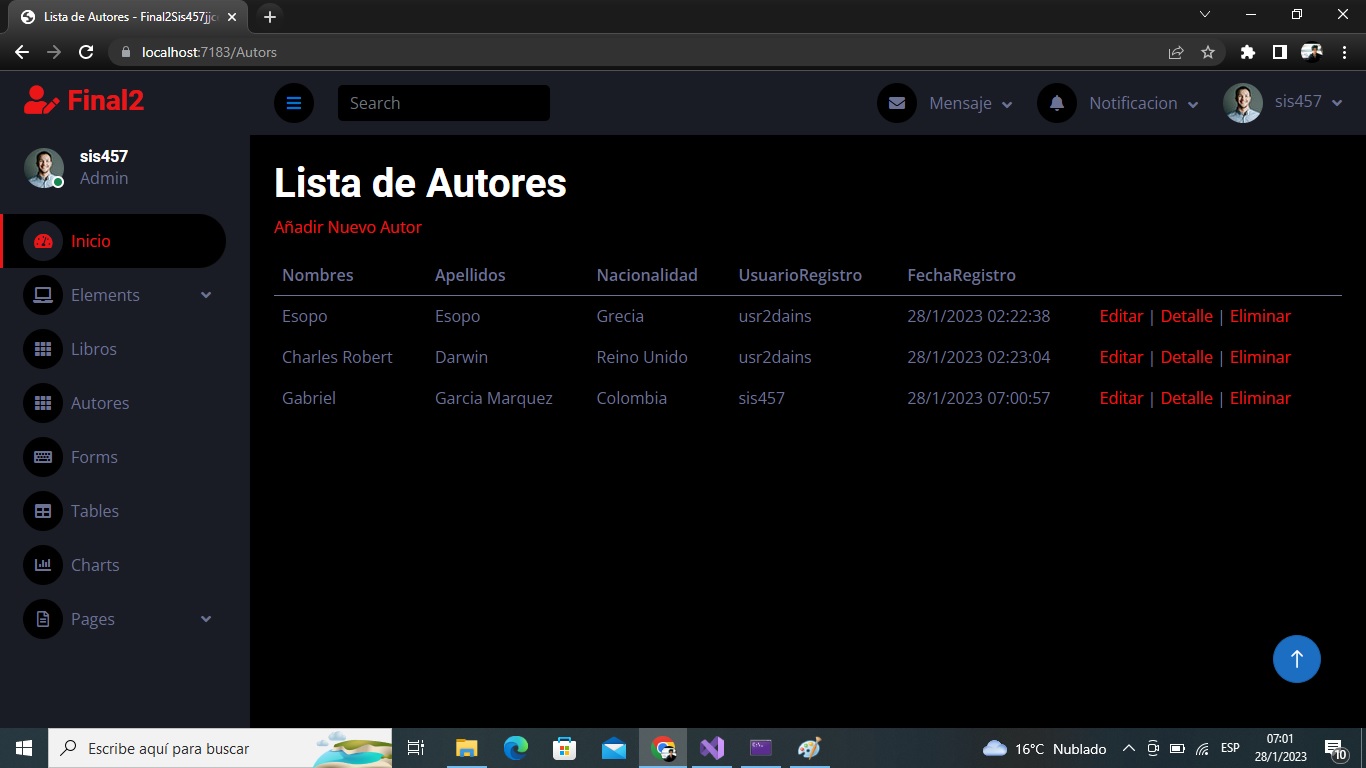 Lista de Autores - Final2Sis457jjc
localhost:7183/Autors
Final2
Search
Mensaje
Notificacion
sis457
sis457
Admin
Inicio
Elements
Libros
Autores
Forms
Tables
Charts
Pages
Lista de Autores
Añadir Nuevo Autor
Nombres Apellidos Nacionalidad UsuarioRegistro FechaRegistro
Esopo Esopo Grecia usr2dains 28/1/2023 02:22:38 Editar | Detalle | Eliminar
Charles Robert Darwin Reino Unido usr2dains 28/1/2023 02:23:04 Editar | Detalle | Eliminar
Gabriel Garcia Marquez Colombia sis457 28/1/2023 07:00:57 Editar | Detalle | Eliminar
Escribe aquí para buscar
16°C Nublado
ESP
07:01
28/1/2023
10